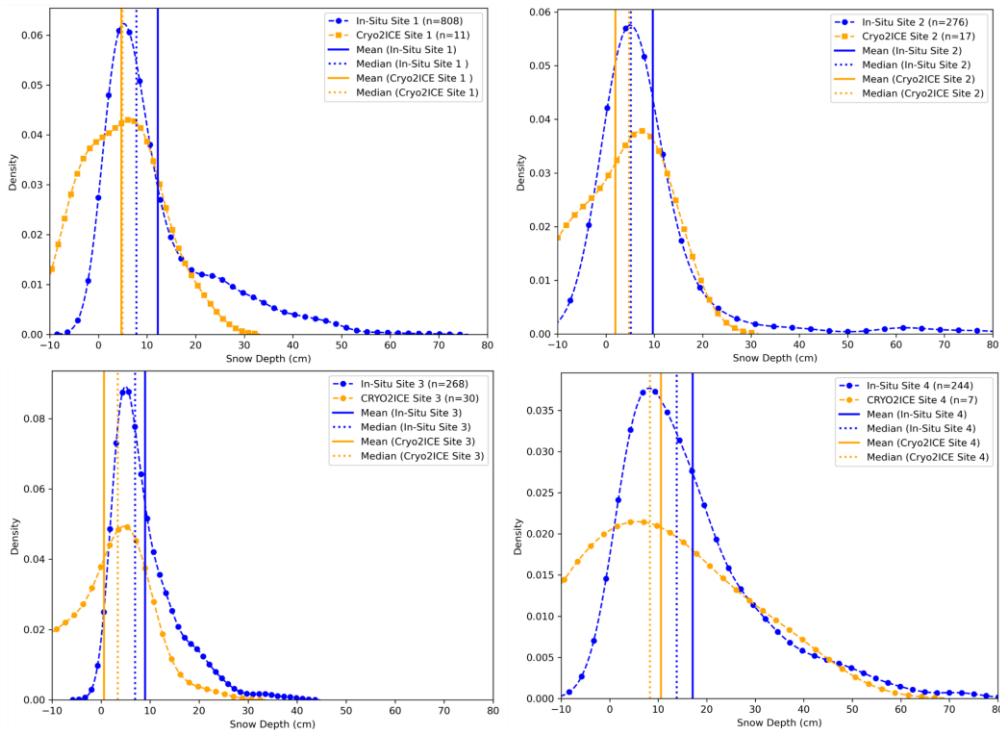 In-Situ Site 1 (n=808)
Cryo2ICE Site 1 (n=11)
Mean (In-Situ Site 1)
Median (In-Situ Site 1 )
Mean (Cryo2ICE Site 1 )
Median (Cryo2ICE Site 1)
0.06
0.05
0.04
0.03
0.02
0.01
0.00
Density
-10 0 10 20 30 40 50 60 70 80
Snow Depth (cm)
In-Situ Site 2 (n=276)
Cryo2ICE Site 2 (n=17)
Mean (In-Situ Site 2)
Median (In-Situ Site 2)
Mean (Cryo2ICE Site 2)
Median (Cryo2ICE Site 2)
0.06
0.05
0.04
0.03
0.02
0.01
0.00
Density
-10 0 10 20 30 40 50 60 70 80
Snow Depth (cm)
In-Situ Site 3 (n=268)
CRYO2ICE Site 3 (n=30)
Mean (In-Situ Site 3)
Median (In-Situ Site 3)
Mean (Cryo2ICE Site 3)
Median (Cryo2ICE Site 3)
0.08
0.06
0.04
0.02
0.00
Density
-10 0 10 20 30 40 50 60 70 80
Snow Depth (cm)
In-Situ Site 4 (n=244)
CRYO2ICE Site 4 (n=7)
Mean (In-Situ Site 4)
Median (In-Situ Site 4)
Mean (Cryo2ICE Site 4)
Median (Cryo2ICE Site 4)
0.035
0.030
0.025
0.020
0.015
0.010
0.005
0.000
Density
-10 0 10 20 30 40 50 60 70 80
Snow Depth (cm)